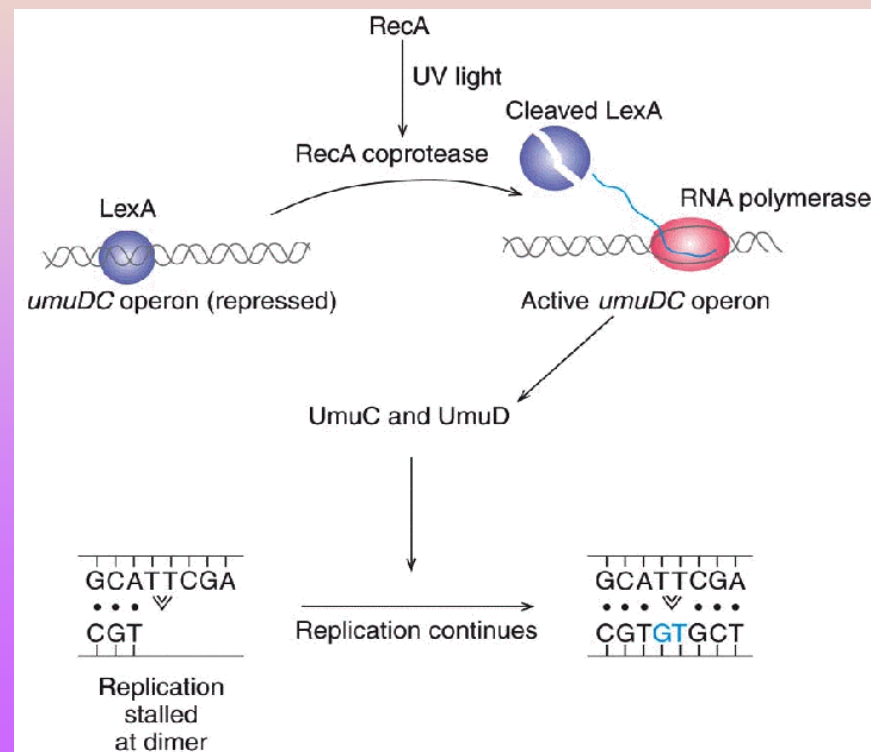 RecA
UV light
Cleaved LexA
RecA coprotease
RNA polymerase
LexA
umuDC operon (repressed)
Active umuDC operon
UmuC and UmuD
GCATTCGA
CGT
Replication continues
GCATTCGA
CGTGTGCT
Replication
stalled
at dimer